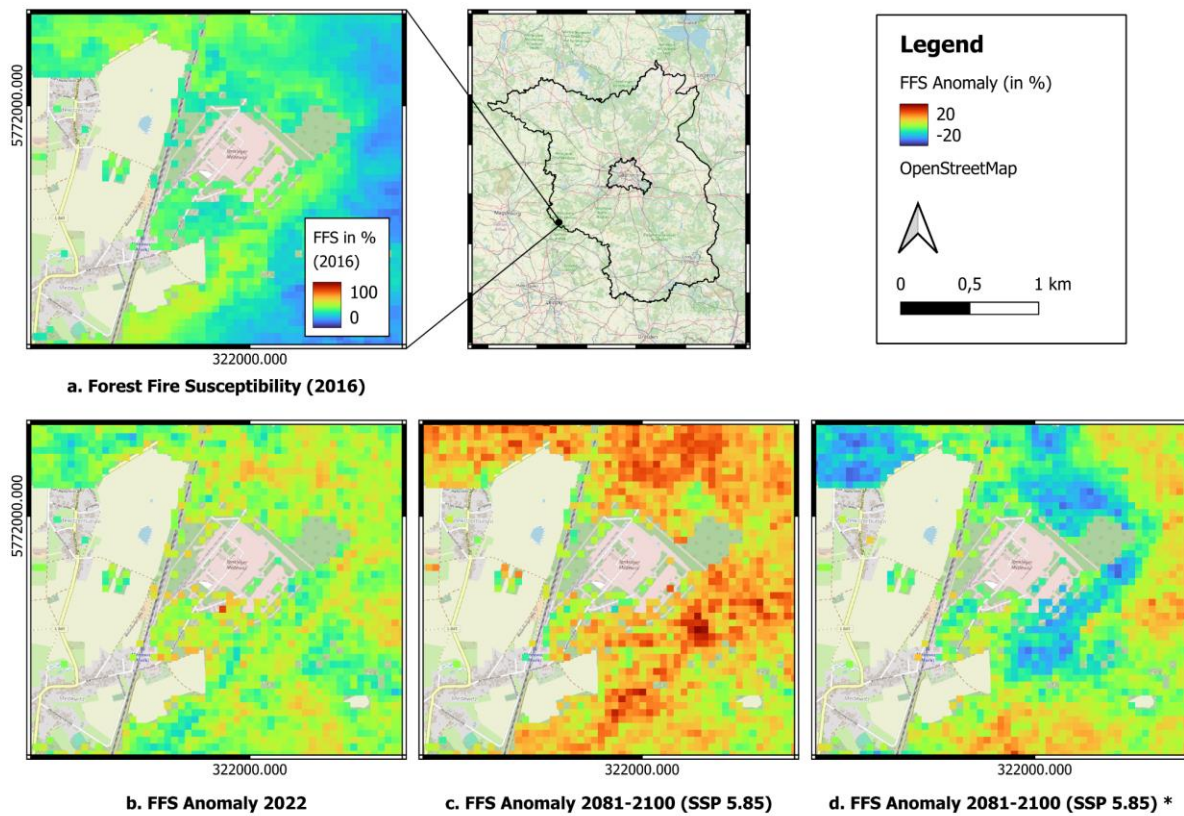 5772000.000
FFS in %
(2016)
100
0
322000.000
a. Forest Fire Susceptibility (2016)
Legend
FFS Anomaly (in %)
20
-20
OpenStreetMap
0
0,5
1 km
5772000.000
322000.000
b. FFS Anomaly 2022
322000.000
c. FFS Anomaly 2081-2100 (SSP 5.85)
322000.000
d. FFS Anomaly 2081-2100 (SSP 5.85) *